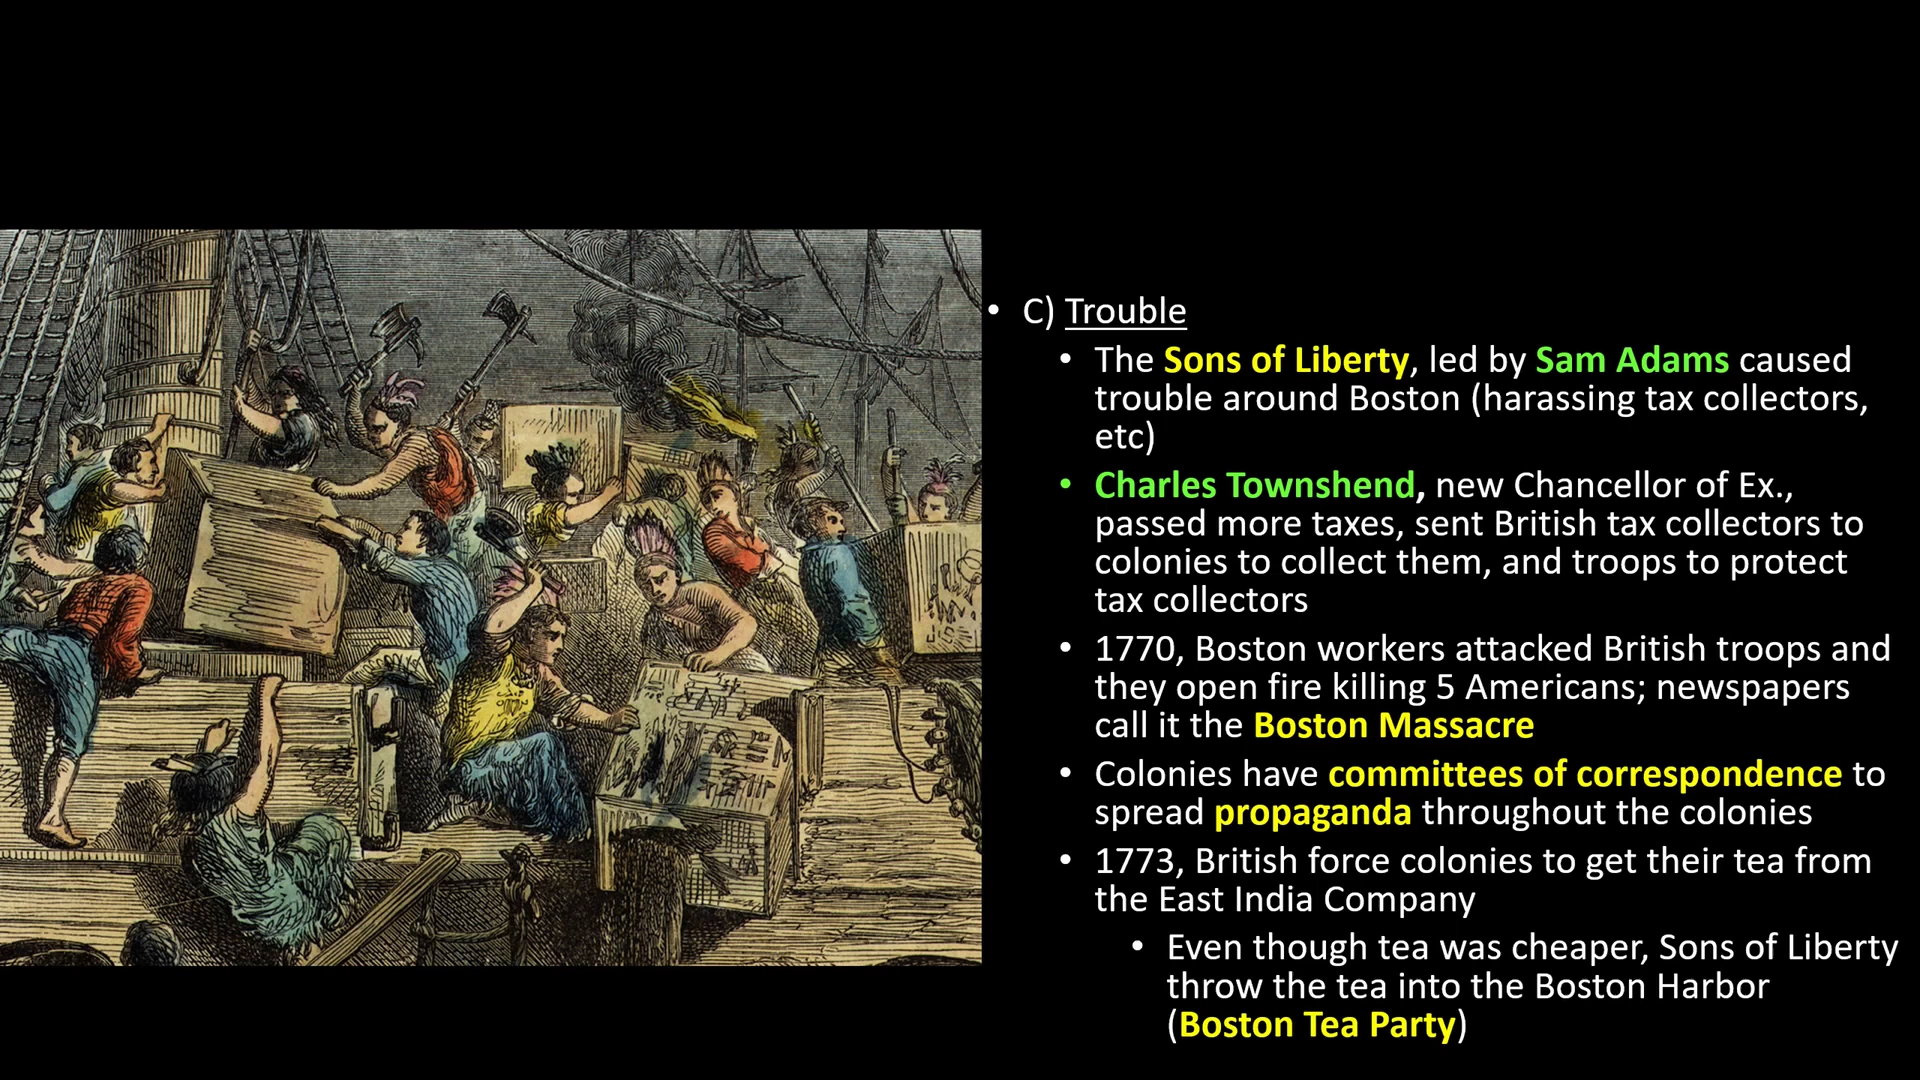 • C) Trouble
• The Sons of Liberty, led by Sam Adams caused
trouble around Boston (harassing tax collectors,
etc)
• Charles Townshend, new Chancellor of Ex.,
passed more taxes, sent British tax collectors to
colonies to collect them, and troops to protect
tax collectors
• 1770, Boston workers attacked British troops and
they open fire killing 5 Americans; newspapers
call it the Boston Massacre
• Colonies have committees of correspondence to
spread propaganda throughout the colonies
• 1773, British force colonies to get their tea from
the East India Company
• Even though tea was cheaper, Sons of Liberty
throw the tea into the Boston Harbor
(Boston Tea Party)